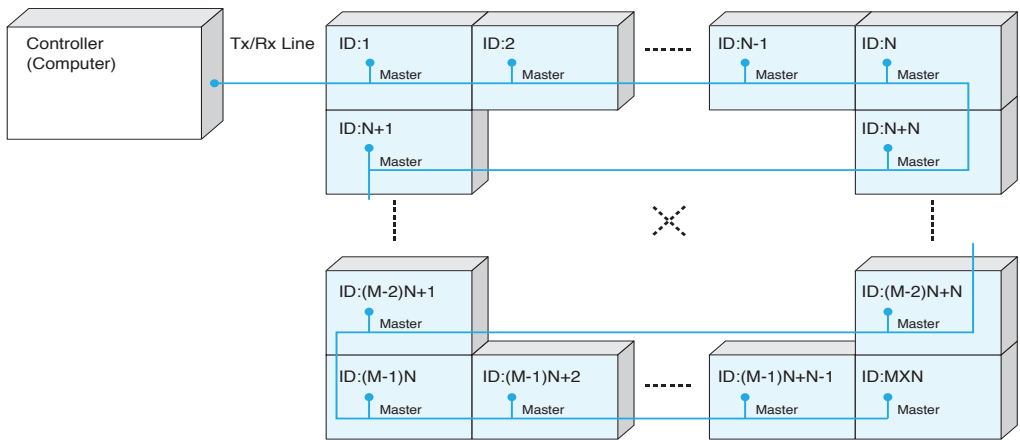 Controller
(Computer)
Tx/Rx Line
ID:1
Master
ID:2
Master
ID:N-1
Master
ID:N
Master
ID:N+1
Master
ID:N+N
Master
ID:(M-2)N+1
Master
ID:(M-2)N+N
Master
ID:(M-1)N
Master
ID:(M-1)N+2
Master
ID:(M-1)N+N-1
Master
ID:MXN
Master